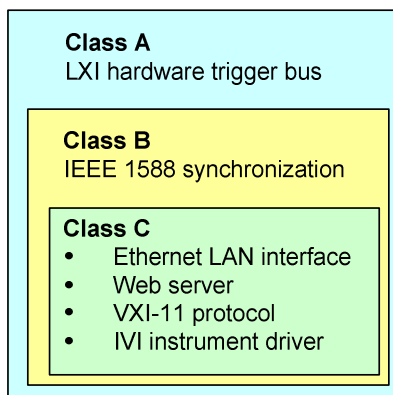 Class A
LXI hardware trigger bus
Class B
IEEE 1588 synchronization
Class C
• Ethernet LAN interface
• Web server
• VXI-11 protocol
• IVI instrument driver